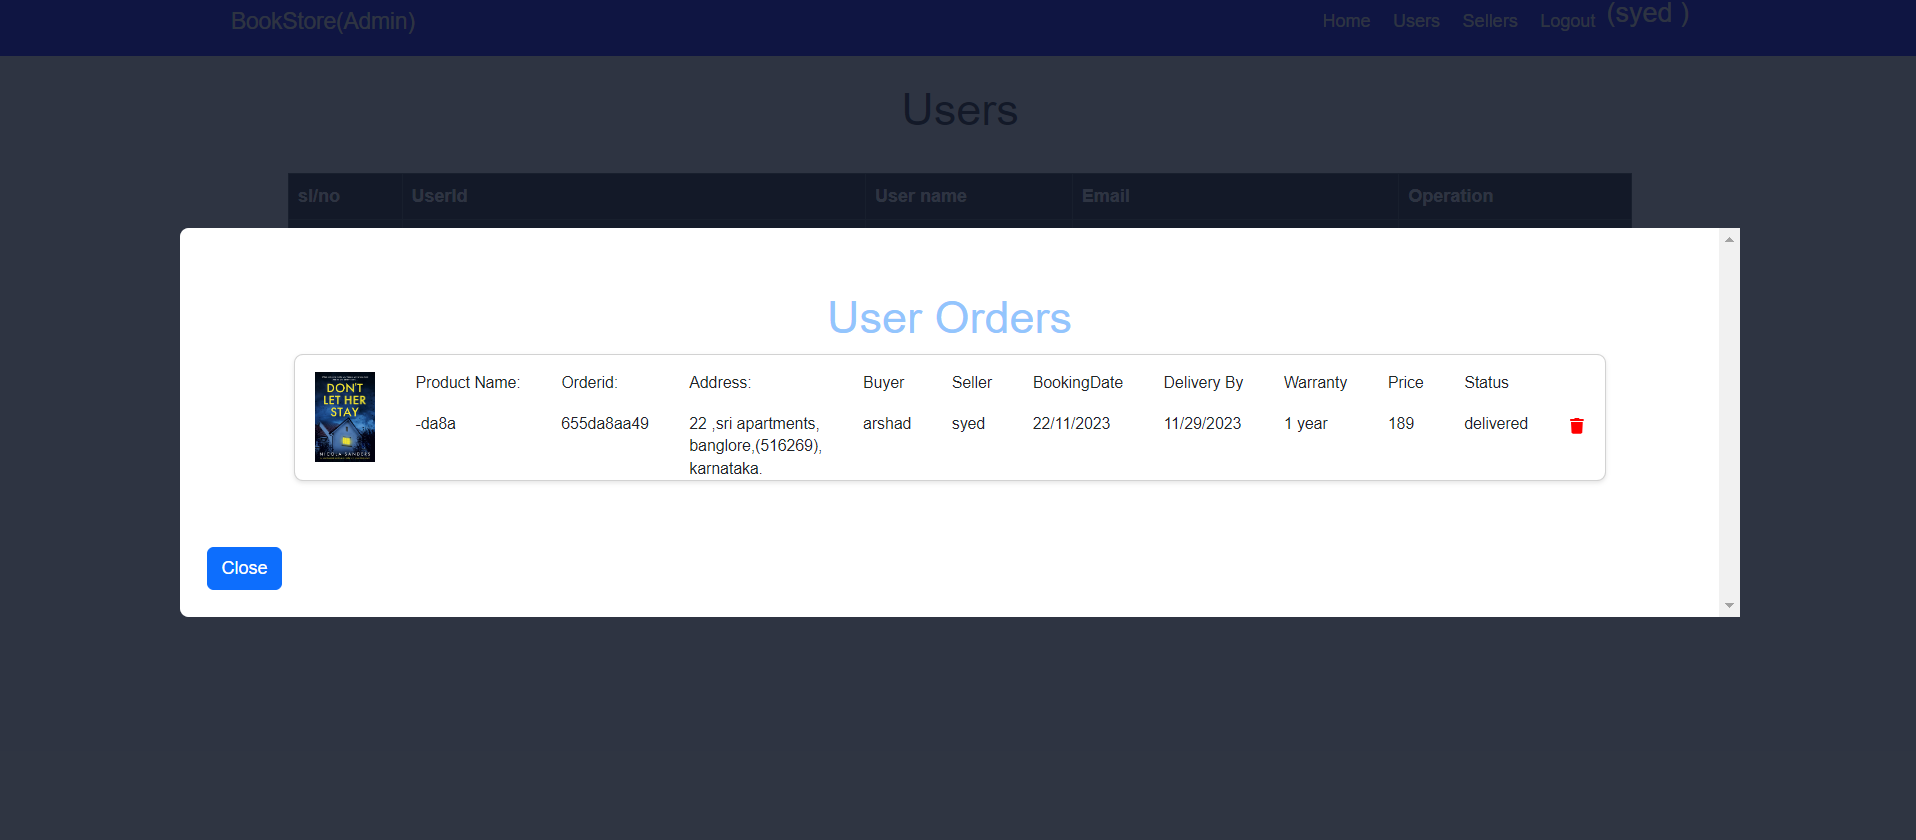 BookStore(Admin)
Home Users Sellers Logout (syed )
Users
sl/no UserId User name Email Operation
User Orders
Product Name: Orderid: Address: Buyer Seller BookingDate Delivery By Warranty Price Status
-da8a 655da8aa49 22 ,sri apartments, arshad syed 22/11/2023 11/29/2023 1 year 189 delivered
banglore,(516269),
karnataka.
DON'T
LET HER
STAY
NICOLA SANDERS
Close